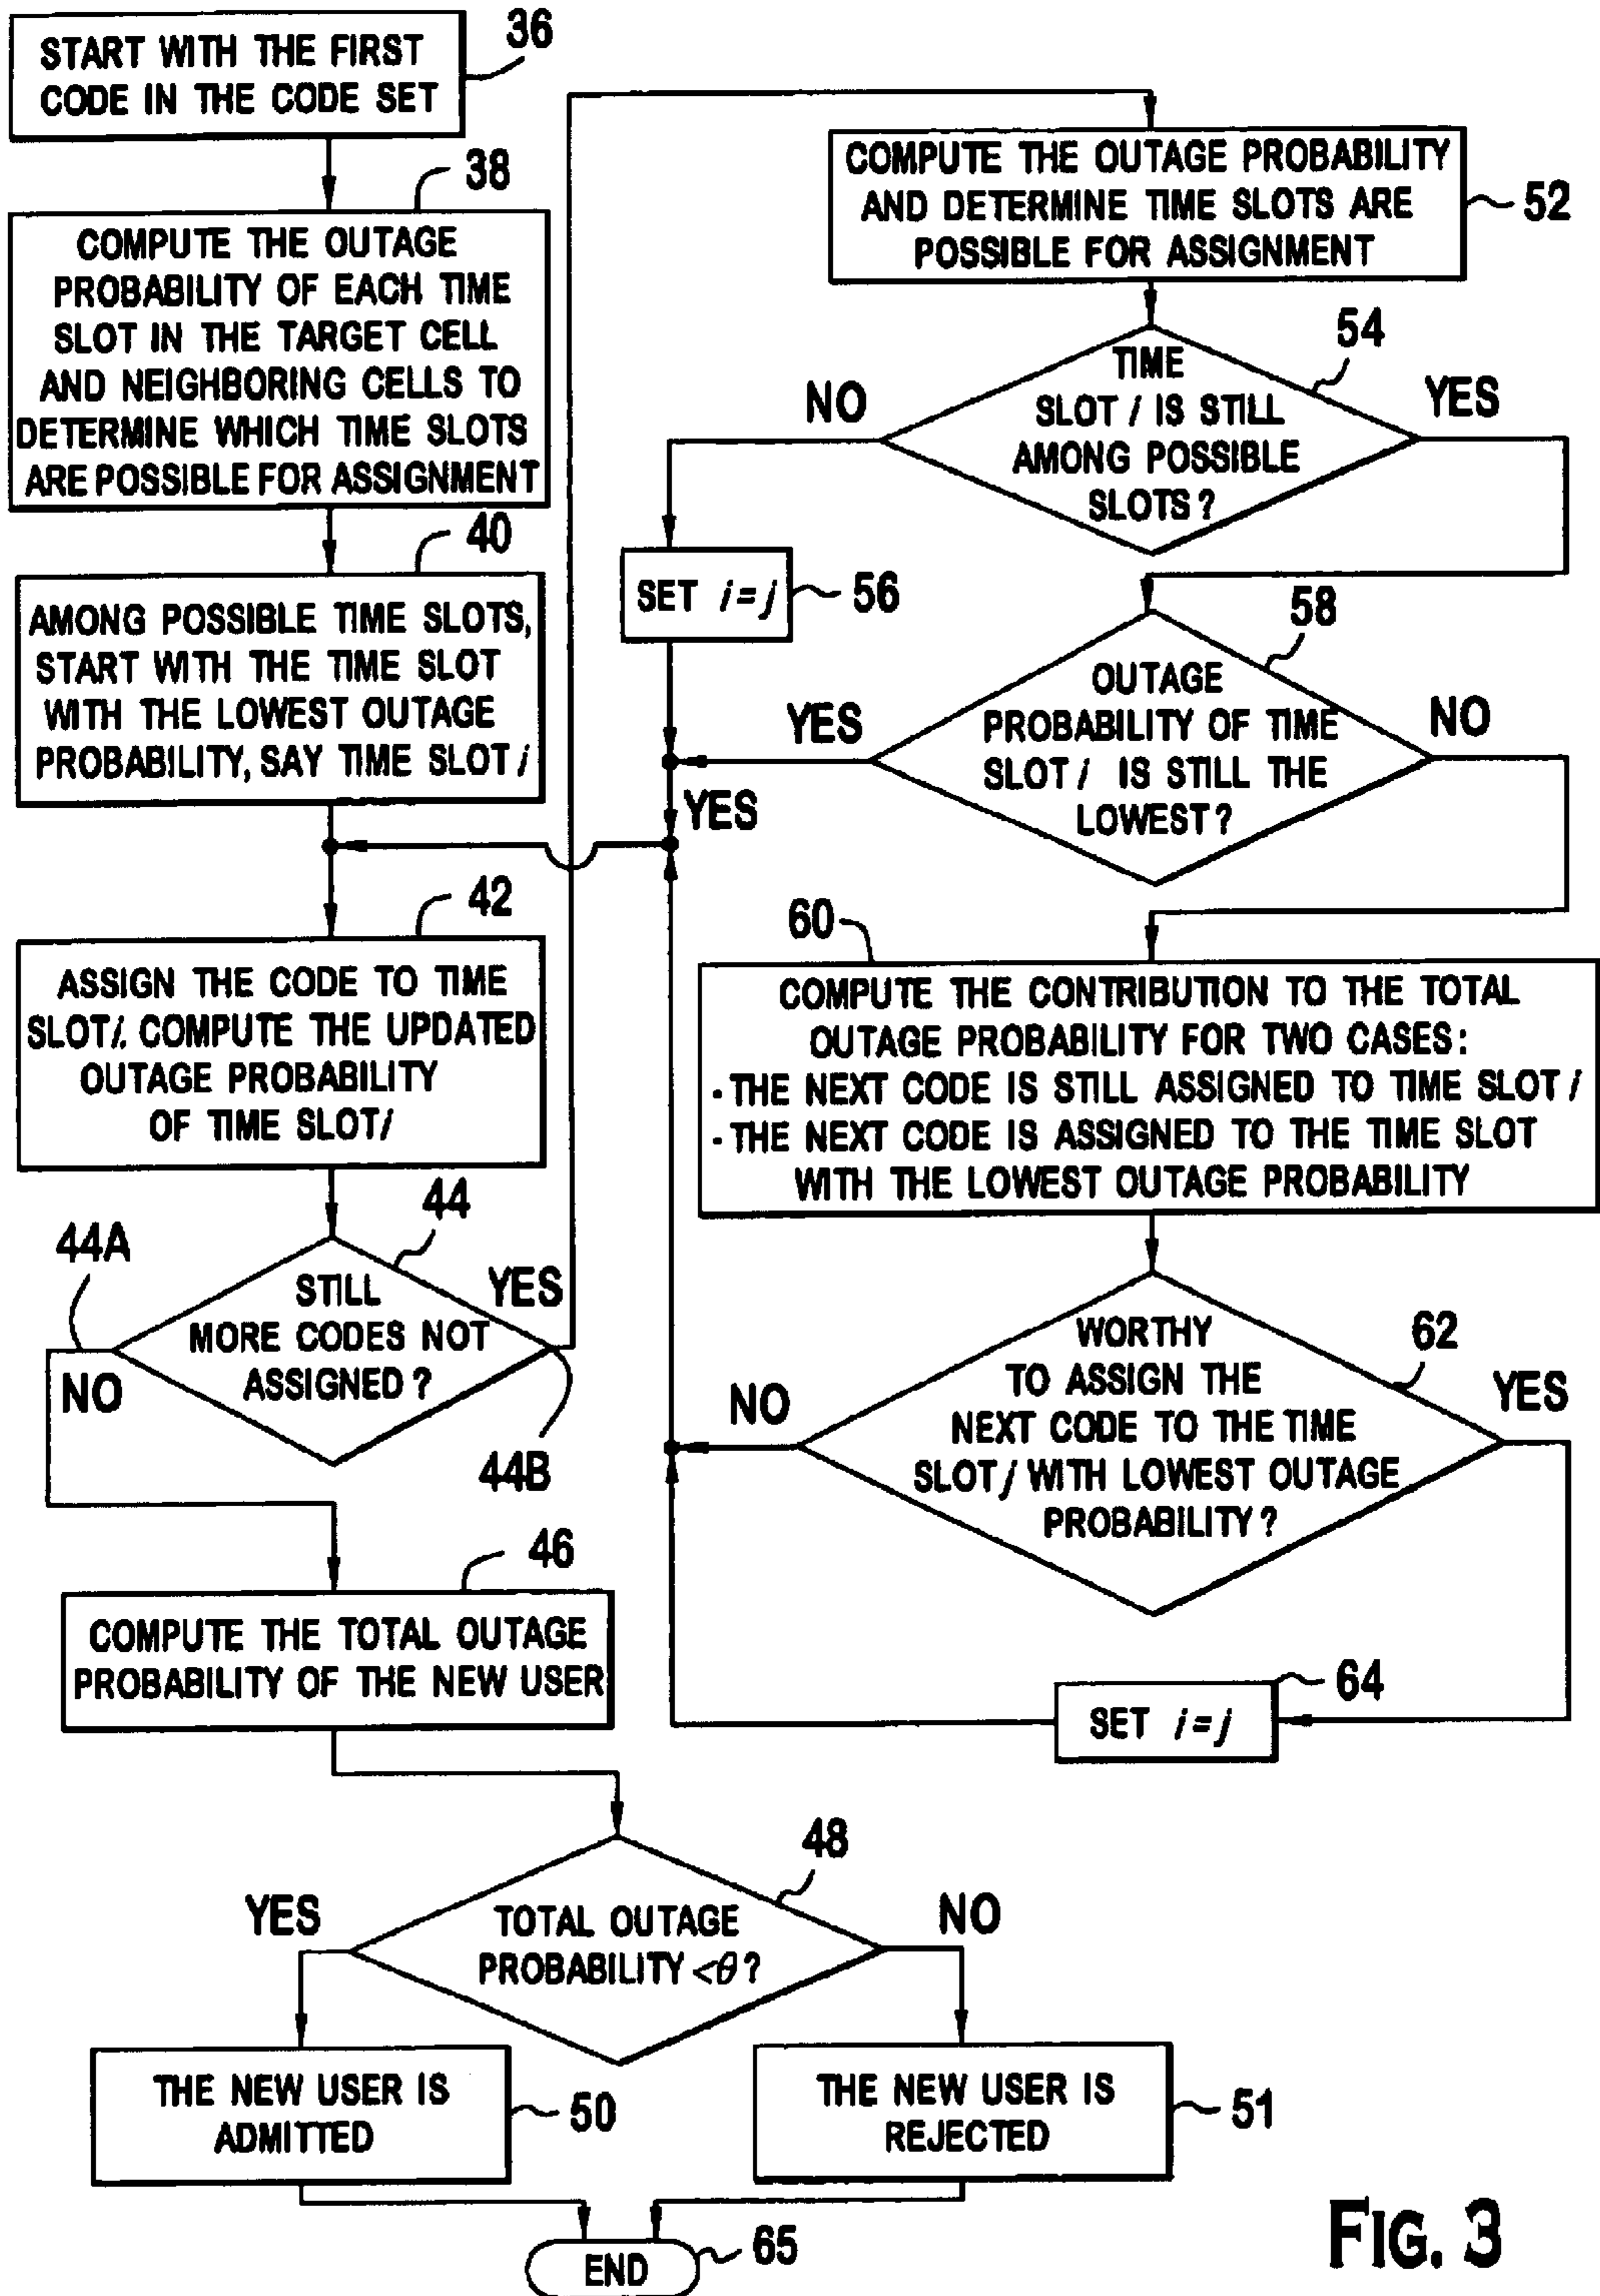 START WITH THE FIRST
CODE IN THE CODE SET
36
38
COMPUTE THE OUTAGE
PROBABILITY OF EACH TIME
SLOT IN THE TARGET CELL
AND NEIGHBORING CELLS TO
DETERMINE WHICH TIME SLOTS
ARE POSSIBLE FOR ASSIGNMENT
40
AMONG POSSIBLE TIME SLOTS,
START WITH THE TIME SLOT
WITH THE LOWEST OUTAGE
PROBABILITY, SAY TIME SLOT i
42
ASSIGN THE CODE TO TIME
SLOT i. COMPUTE THE UPDATED
OUTAGE PROBABILITY
OF TIME SLOT i
44
44A
STILL
MORE CODES NOT
ASSIGNED?
YES
NO
44B
46
COMPUTE THE TOTAL OUTAGE
PROBABILITY OF THE NEW USER
48
TOTAL OUTAGE
PROBABILITY <θ?
YES
NO
THE NEW USER IS
ADMITTED
50
THE NEW USER IS
REJECTED
51
END
65
COMPUTE THE OUTAGE PROBABILITY
AND DETERMINE TIME SLOTS ARE
POSSIBLE FOR ASSIGNMENT
52
54
TIME
SLOT i IS STILL
AMONG POSSIBLE
SLOTS?
NO
YES
SET i=j
56
58
OUTAGE
PROBABILITY OF TIME
SLOT i IS STILL THE
LOWEST?
YES
NO
YES
60
COMPUTE THE CONTRIBUTION TO THE TOTAL
OUTAGE PROBABILITY FOR TWO CASES:
- THE NEXT CODE IS STILL ASSIGNED TO TIME SLOT i
- THE NEXT CODE IS ASSIGNED TO THE TIME SLOT
WITH THE LOWEST OUTAGE PROBABILITY
62
WORTHY
TO ASSIGN THE
NEXT CODE TO THE TIME
SLOT j WITH LOWEST OUTAGE
PROBABILITY?
NO
YES
SET i=j
64
FIG. 3